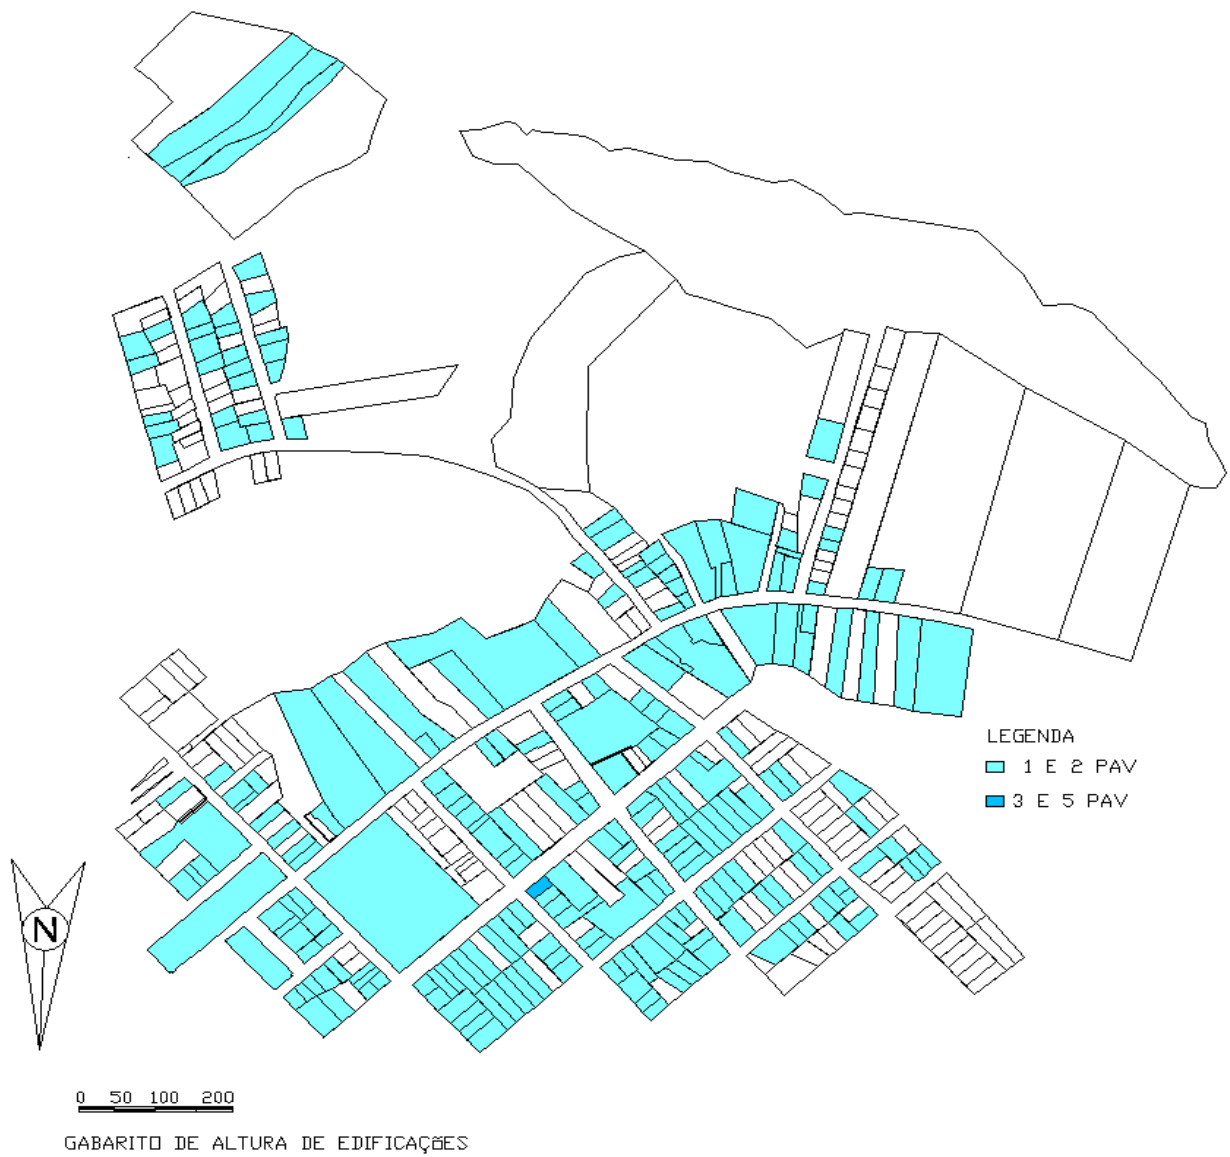 LEGENDA
1 E 2 PAV
3 E 5 PAV
N
0 50 100 200
GABARITO DE ALTURA DE EDIFICAÇÕES